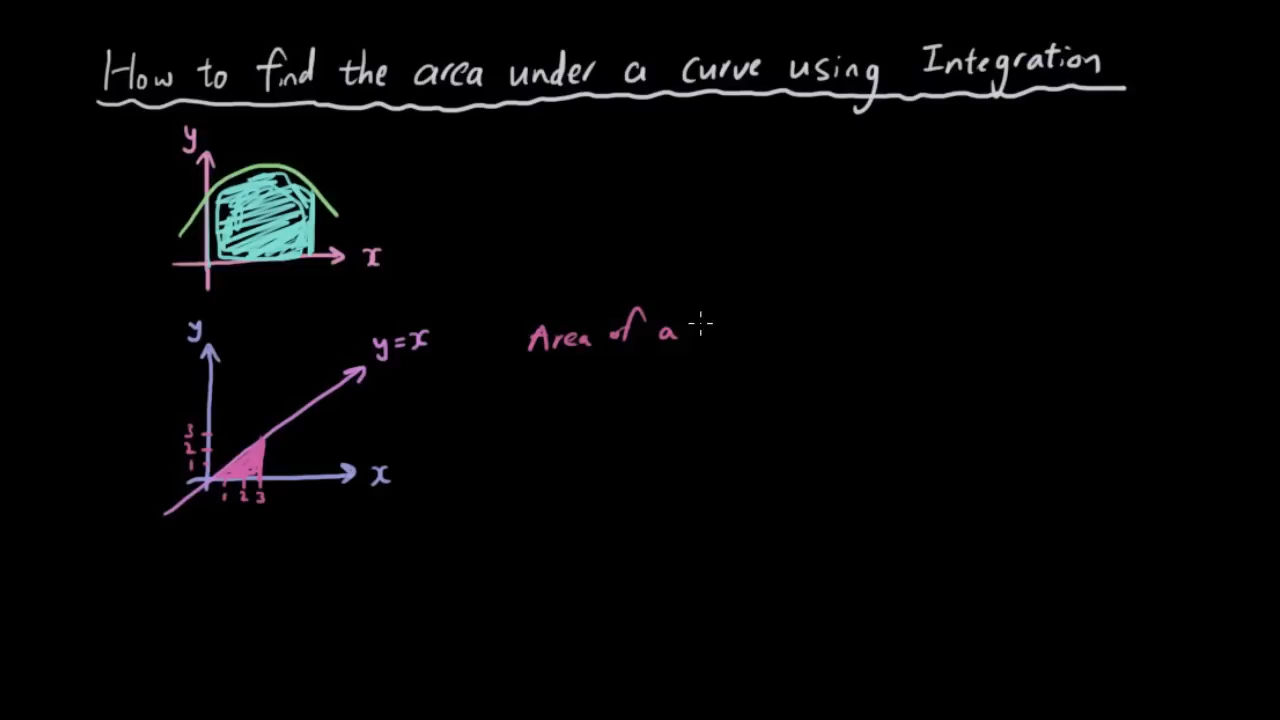 How to find the area under a curve using Integration
y
x
y
y=x
Area of a
3
2
1
x
1 2 3